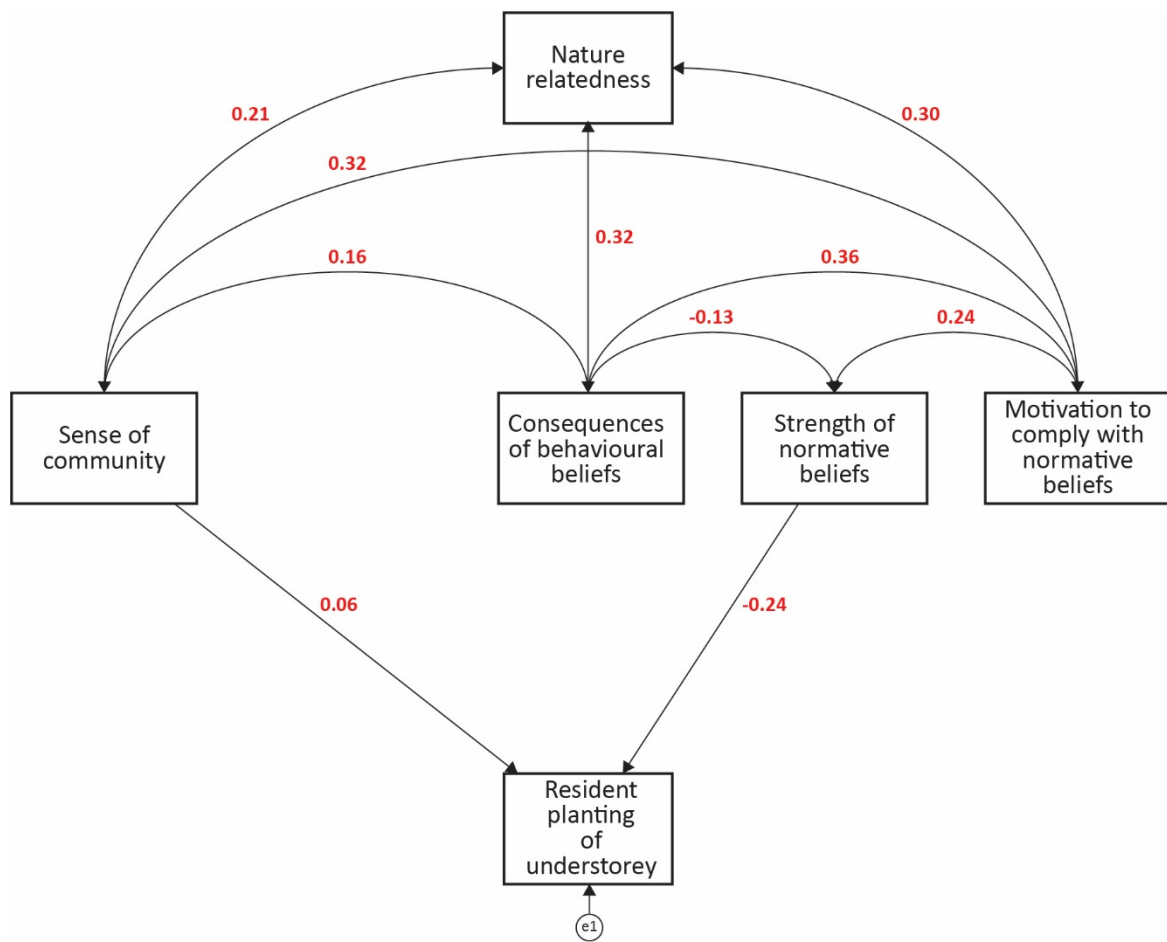 Nature
relatedness
0.21
0.30
0.32
0.32
0.16
0.36
-0.13
0.24
Sense of
community
Consequences
of behavioural
beliefs
Strength of
normative
beliefs
Motivation to
comply with
normative
beliefs
0.06
-0.24
Resident
planting
of
understorey
e1